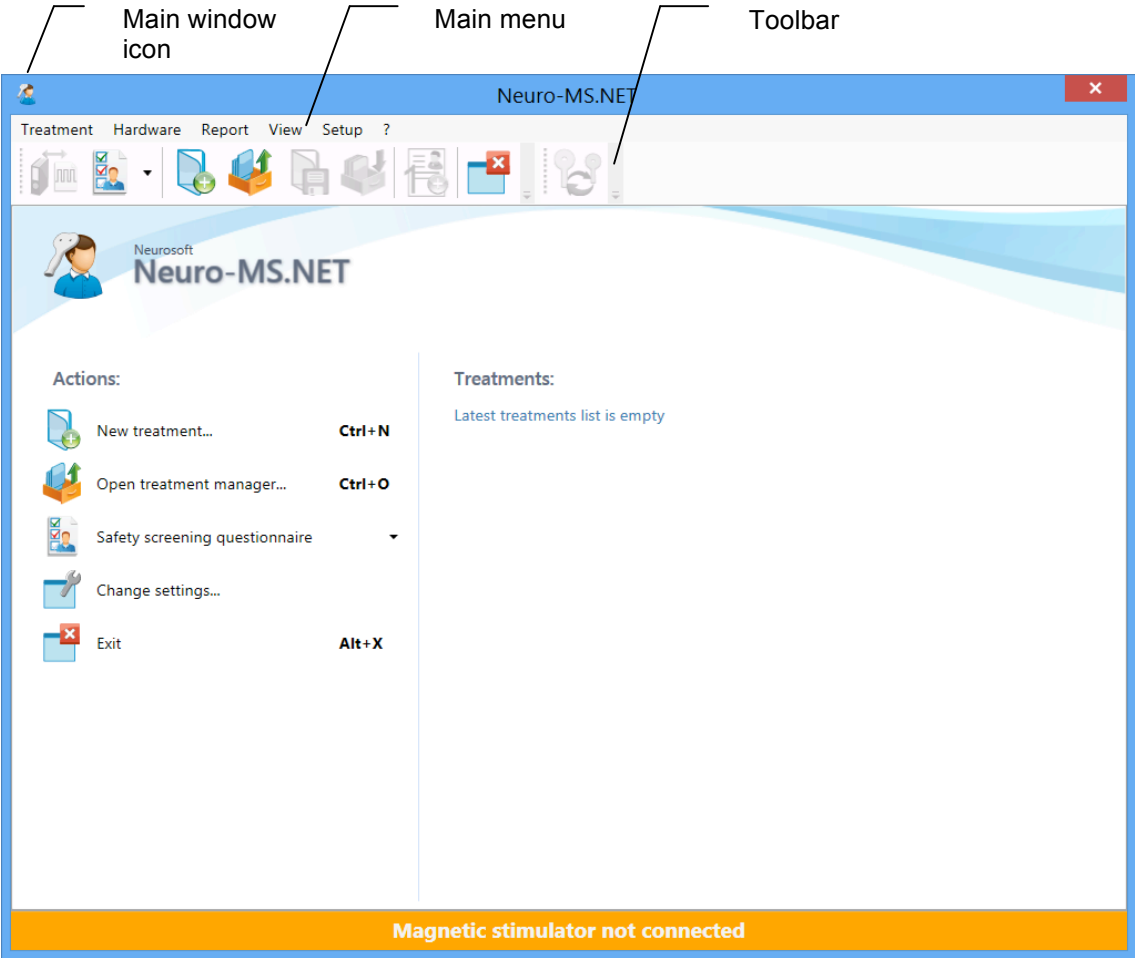 Main window
icon
Main menu
Toolbar
Neuro-MS.NET
Treatment Hardware Report View Setup ?
Neurosoft
Neuro-MS.NET
Actions:
Treatments:
Latest treatments list is empty
New treatment... Ctrl+N
Open treatment manager... Ctrl+O
Safety screening questionnaire
Change settings...
Exit Alt+X
Magnetic stimulator not connected